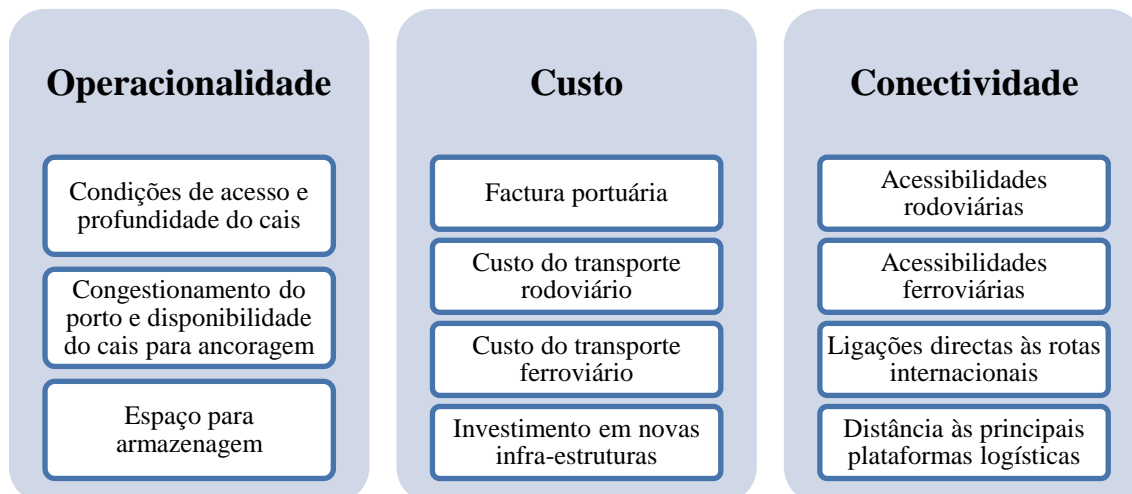 Operacionalidade
Condições de acesso e
profundidade do cais
Congestionamento do
porto e disponibilidade
do cais para ancoragem
Espaço para
armazenagem
Custo
Factura portuária
Custo do transporte
rodoviário
Custo do transporte
ferroviário
Investimento em novas
infra-estruturas
Conectividade
Acessibilidades
rodoviárias
Acessibilidades
ferroviárias
Ligações directas às rotas
internacionais
Distância às principais
plataformas logísticas